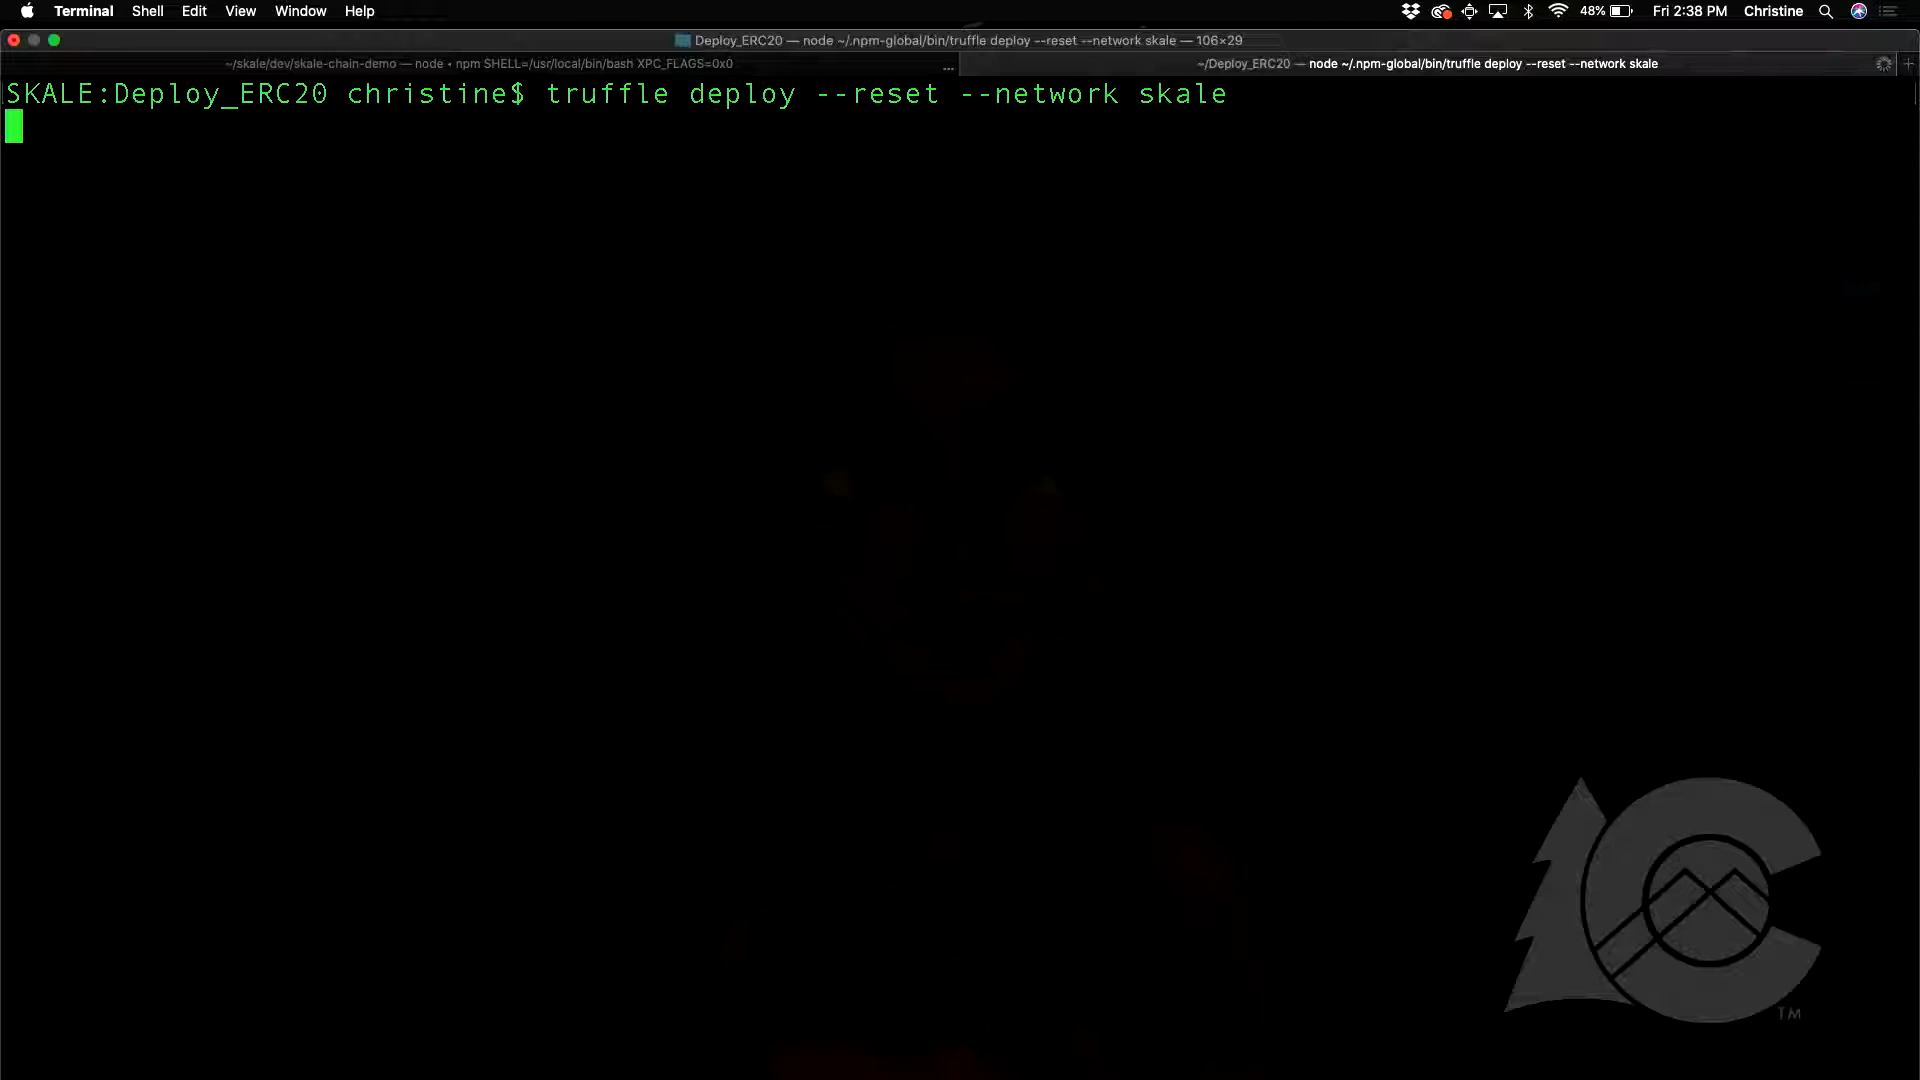 Terminal Shell Edit View Window Help 48% Fri 2:38 PM Christine
Deploy_ERC20 — node ~/.npm-global/bin/truffle deploy --reset --network skale — 106×29
~/skale/dev/skale-chain-demo — node • npm SHELL=/usr/local/bin/bash XPC_FLAGS=0x0 ... ~/Deploy_ERC20 — node ~/.npm-global/bin/truffle deploy --reset --network skale +
SKALE:Deploy_ERC20 christine$ truffle deploy --reset --network skale
C
TM